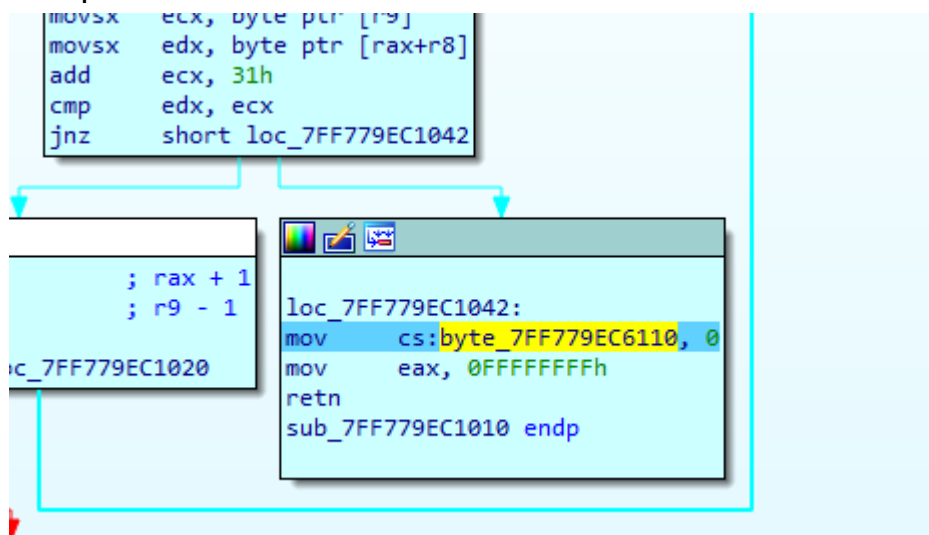 movsx ecx, byte ptr [r9]
movsx edx, byte ptr [rax+r8]
add ecx, 31h
cmp edx, ecx
jnz short loc_7FF779EC1042
; rax + 1
; r9 - 1
oc_7FF779EC1020
loc_7FF779EC1042:
mov cs:byte_7FF779EC6110, 0
mov eax, 0FFFFFFFFh
retn
sub_7FF779EC1010 endp